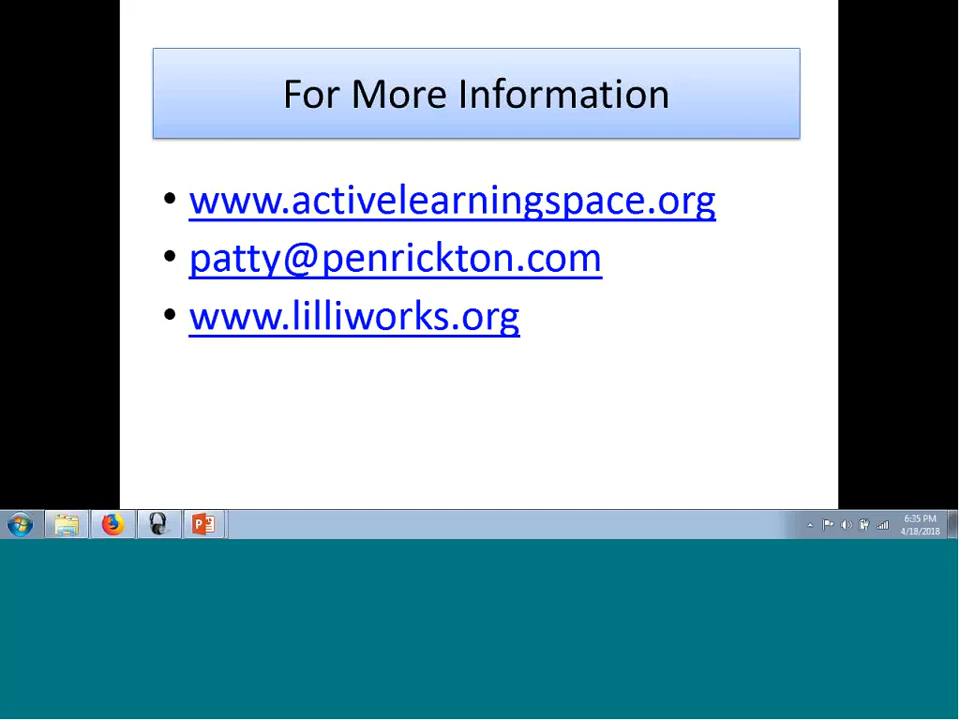 For More Information
• www.activelearningspace.org
• patty@penrickton.com
• www.lilliworks.org
6:35 PM
4/18/2018